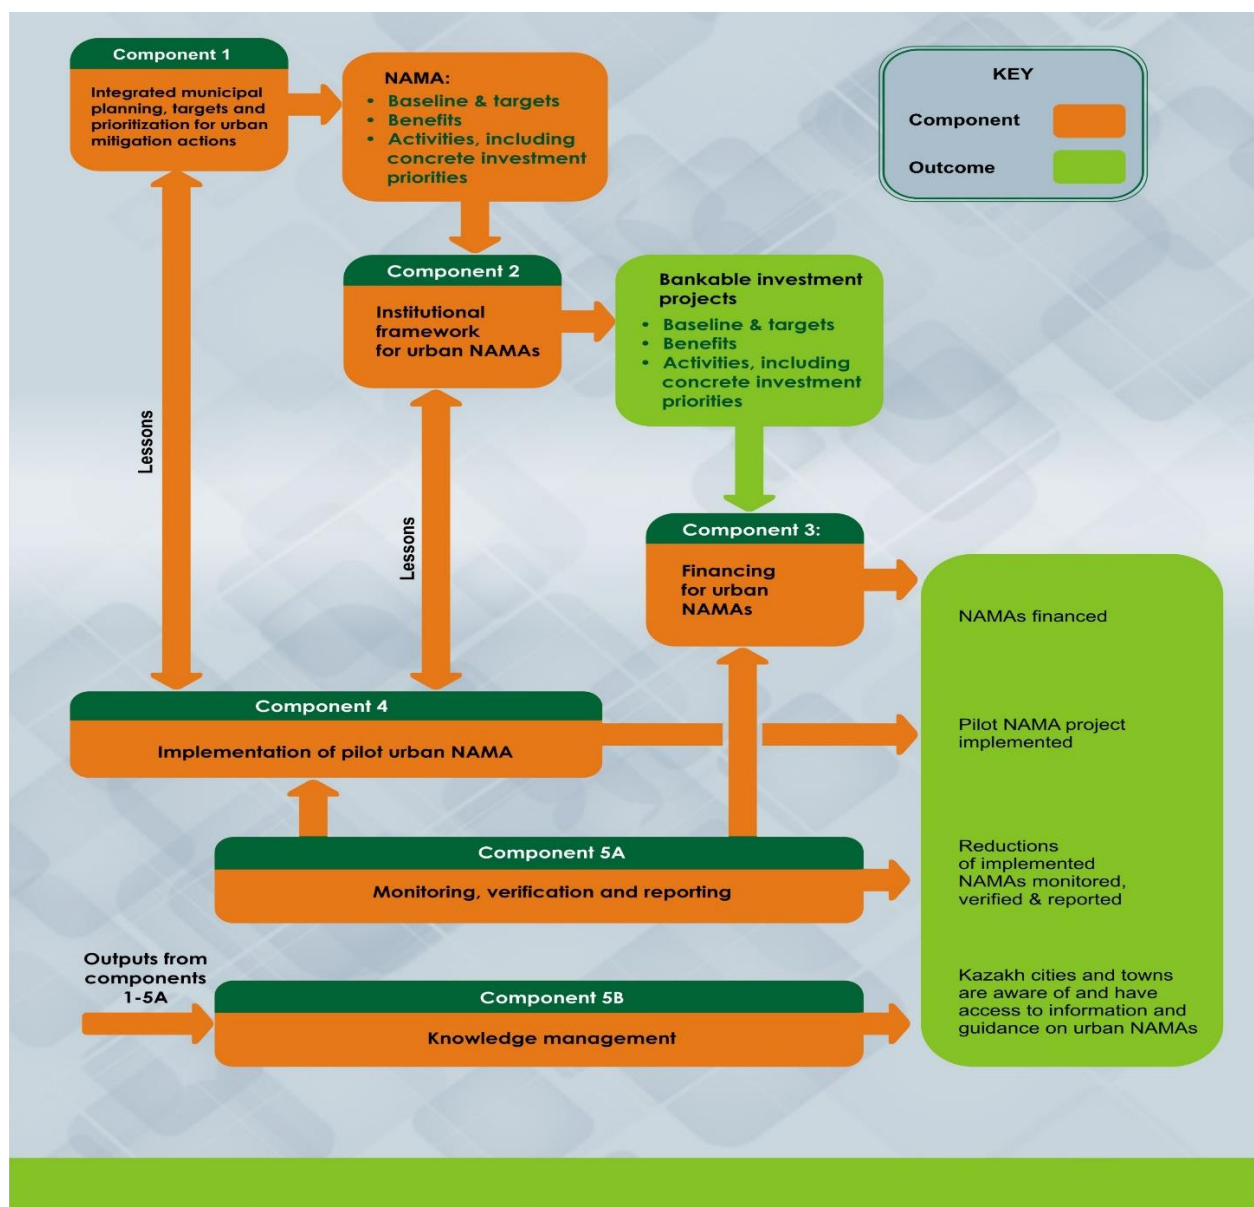 Component 1
Integrated municipal
planning, targets and
prioritization for urban
mitigation actions
NAMA:
• Baseline & targets
• Benefits
• Activities, including
concrete investment
priorities
KEY
Component
Outcome
Component 2
Institutional
framework
for urban NAMAs
Bankable investment
projects
• Baseline & targets
• Benefits
• Activities, including
concrete investment
priorities
Lessons
Lessons
Component 3:
Financing
for urban
NAMAs
NAMAs financed
Component 4
Implementation of pilot urban NAMA
Pilot NAMA project
implemented
Component 5A
Monitoring, verification and reporting
Reductions
of implemented
NAMAs monitored,
verified & reported
Outputs from
components
1-5A
Component 5B
Knowledge management
Kazakh cities and towns
are aware of and have
access to information and
guidance on urban NAMAs